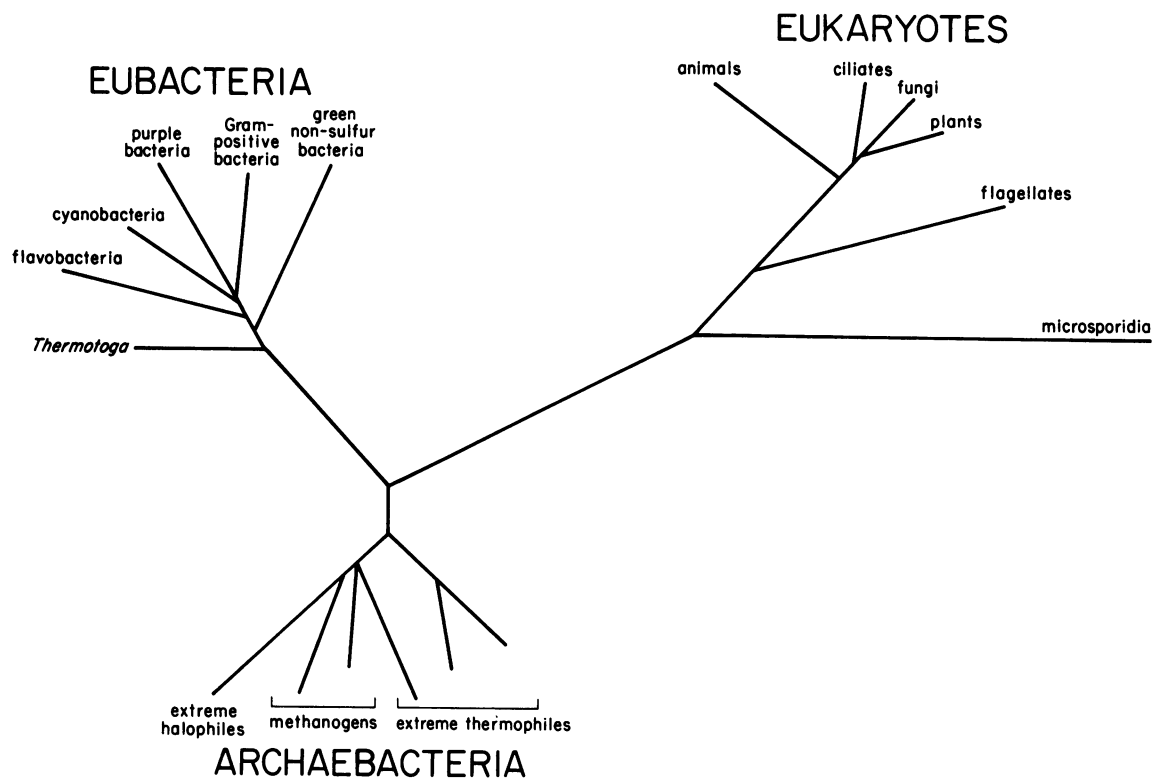 EUKARYOTES
animals
ciliates
fungi
plants
flagellates
microsporidia
EUBACTERIA
purple
bacteria
Gram-
positive
bacteria
green
non-sulfur
bacteria
cyanobacteria
flavobacteria
Thermotoga
extreme
halophiles
methanogens
extreme thermophiles
ARCHAEBACTERIA